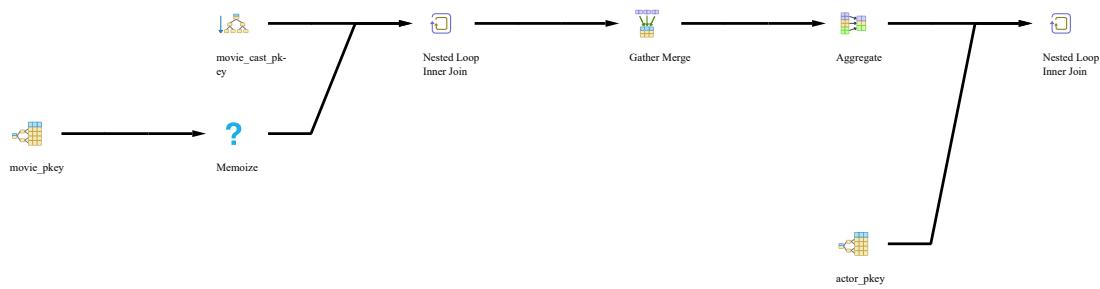 movie_cast_pk-
ey
Nested Loop
Inner Join
Gather Merge
Aggregate
Nested Loop
Inner Join
?
movie_pkey
Memoize
actor_pkey